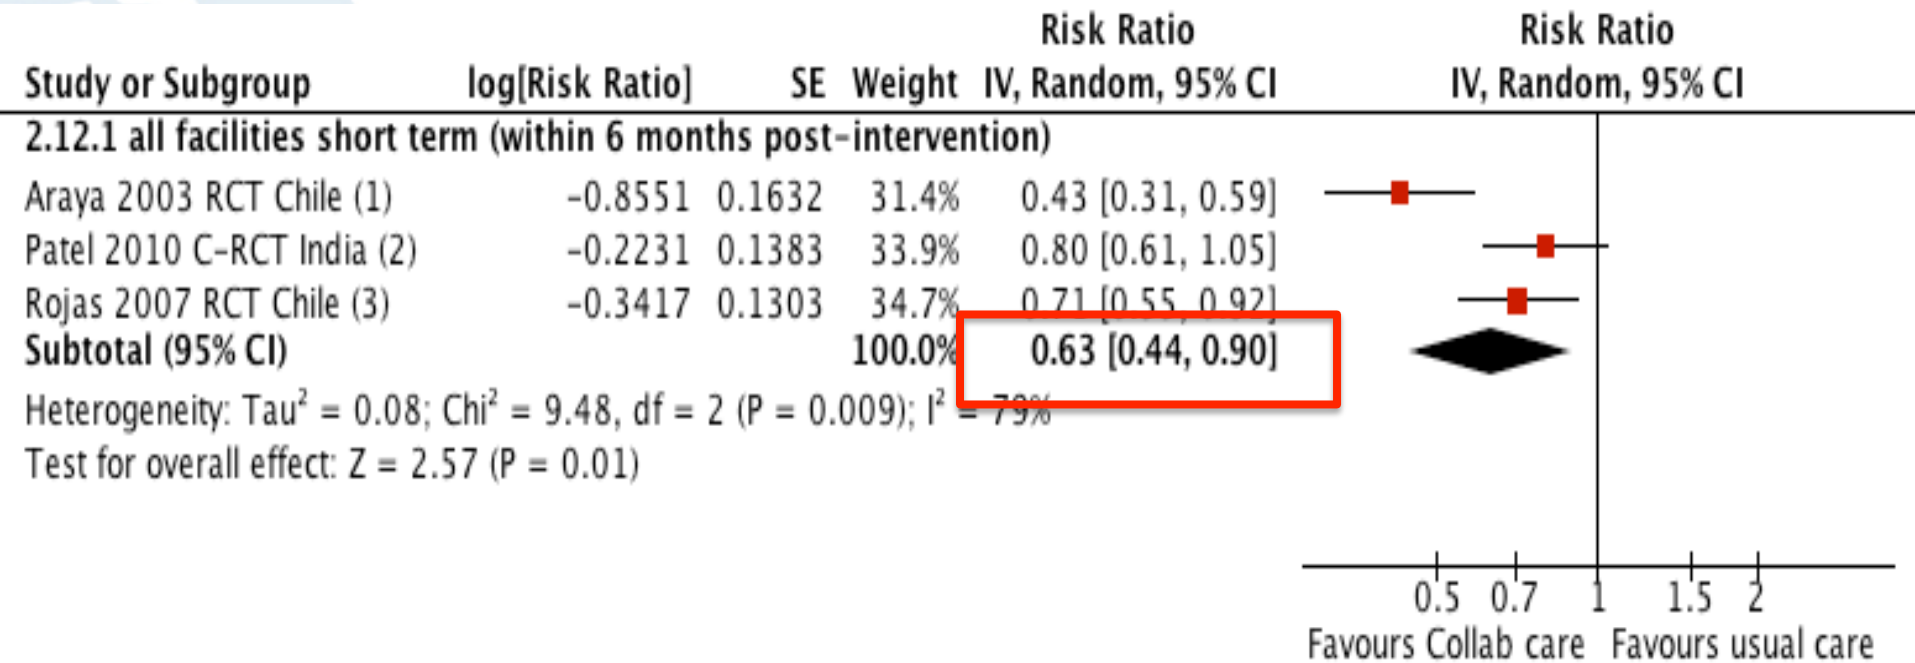 Risk Ratio Risk Ratio
Study or Subgroup log[Risk Ratio] SE Weight IV, Random, 95% CI IV, Random, 95% CI
2.12.1 all facilities short term (within 6 months post-intervention)
Araya 2003 RCT Chile (1) −0.8551 0.1632 31.4% 0.43 [0.31, 0.59]
Patel 2010 C-RCT India (2) −0.2231 0.1383 33.9% 0.80 [0.61, 1.05]
Rojas 2007 RCT Chile (3) −0.3417 0.1303 34.7% 0.71 [0.55, 0.92]
Subtotal (95% CI) 100.0% 0.63 [0.44, 0.90]
Heterogeneity: Tau² = 0.08; Chi² = 9.48, df = 2 (P = 0.009); I² = 79%
Test for overall effect: Z = 2.57 (P = 0.01)
0.5 0.7 1 1.5 2
Favours Collab care Favours usual care